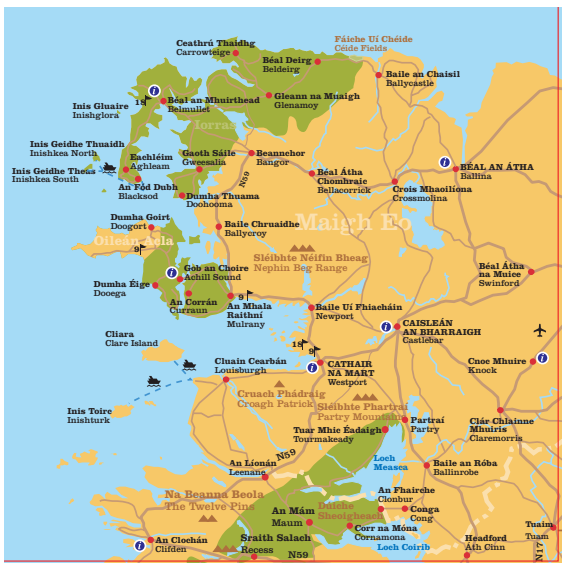 Fáiche Uí Chéide
Céide Fields
Ceathrú Thaidhg
Carrowteige
Béal Deirg
Beldeirg
Baile an Chaisil
Ballycastle
Gleann na Muaigh
Glenamoy
18
Béal an Mhuirthead
Belmullet
Inis Gluaire
Inishglora
Iorras
Inis Geidhe Thuaidh
Inishkea North
Eachléim
Aghleam
Gaoth Sáile
Gweesalia
Beannchor
Bangor
BÉAL AN ÁTHA
Ballina
Inis Geidhe Theas
Inishkea South
An Fód Dubh
Blacksod
N59
Béal Átha
Chomhraic
Bellacorrick
Crois Mhaoilíona
Crossmolina
Dumha Thuama
Doohooma
Dumha Goirt
Doogort
Baile Chruaidhe
Ballycroy
Maigh Eo
Oileán Acla
9
Sléibhte Néifin Bheag
Nephin Beg Range
Gób an Choire
Achill Sound
Béal Átha
na Muice
Swinford
Dumha Éige
Dooega
An Corrán
Curraun
9
An Mhala
Raithní
Mulrany
Baile Uí Fhiacháin
Newport
CAISLEÁN
AN BHARRAIGH
Castlebar
Cliara
Clare Island
18
9
CATHAIR
NA MART
Westport
Cnoc Mhuire
Knock
Cluain Cearbán
Louisburgh
Cruach Phádraig
Croagh Patrick
Sléibhte Phartraí
Partry Mountains
Inis Toirc
Inishturk
Tuar Mhic Éadaigh
Tourmakeady
Partraí
Partry
Clár Chlainne
Mhuiris
Claremorris
N59
An Líonán
Leenane
Loch
Measca
Baile an Róba
Ballinrobe
Na Beanna Beola
The Twelve Pins
An Fhairche
Clonbur
An Mám
Maum
Dúiche
Sheoigheach
Conga
Cong
Corr na Móna
Cornamona
Tuaim
Tuam
An Clochán
Clifden
Sraith Salach
Recess
N59
Loch Coirib
Headford
Áth Cinn
N17